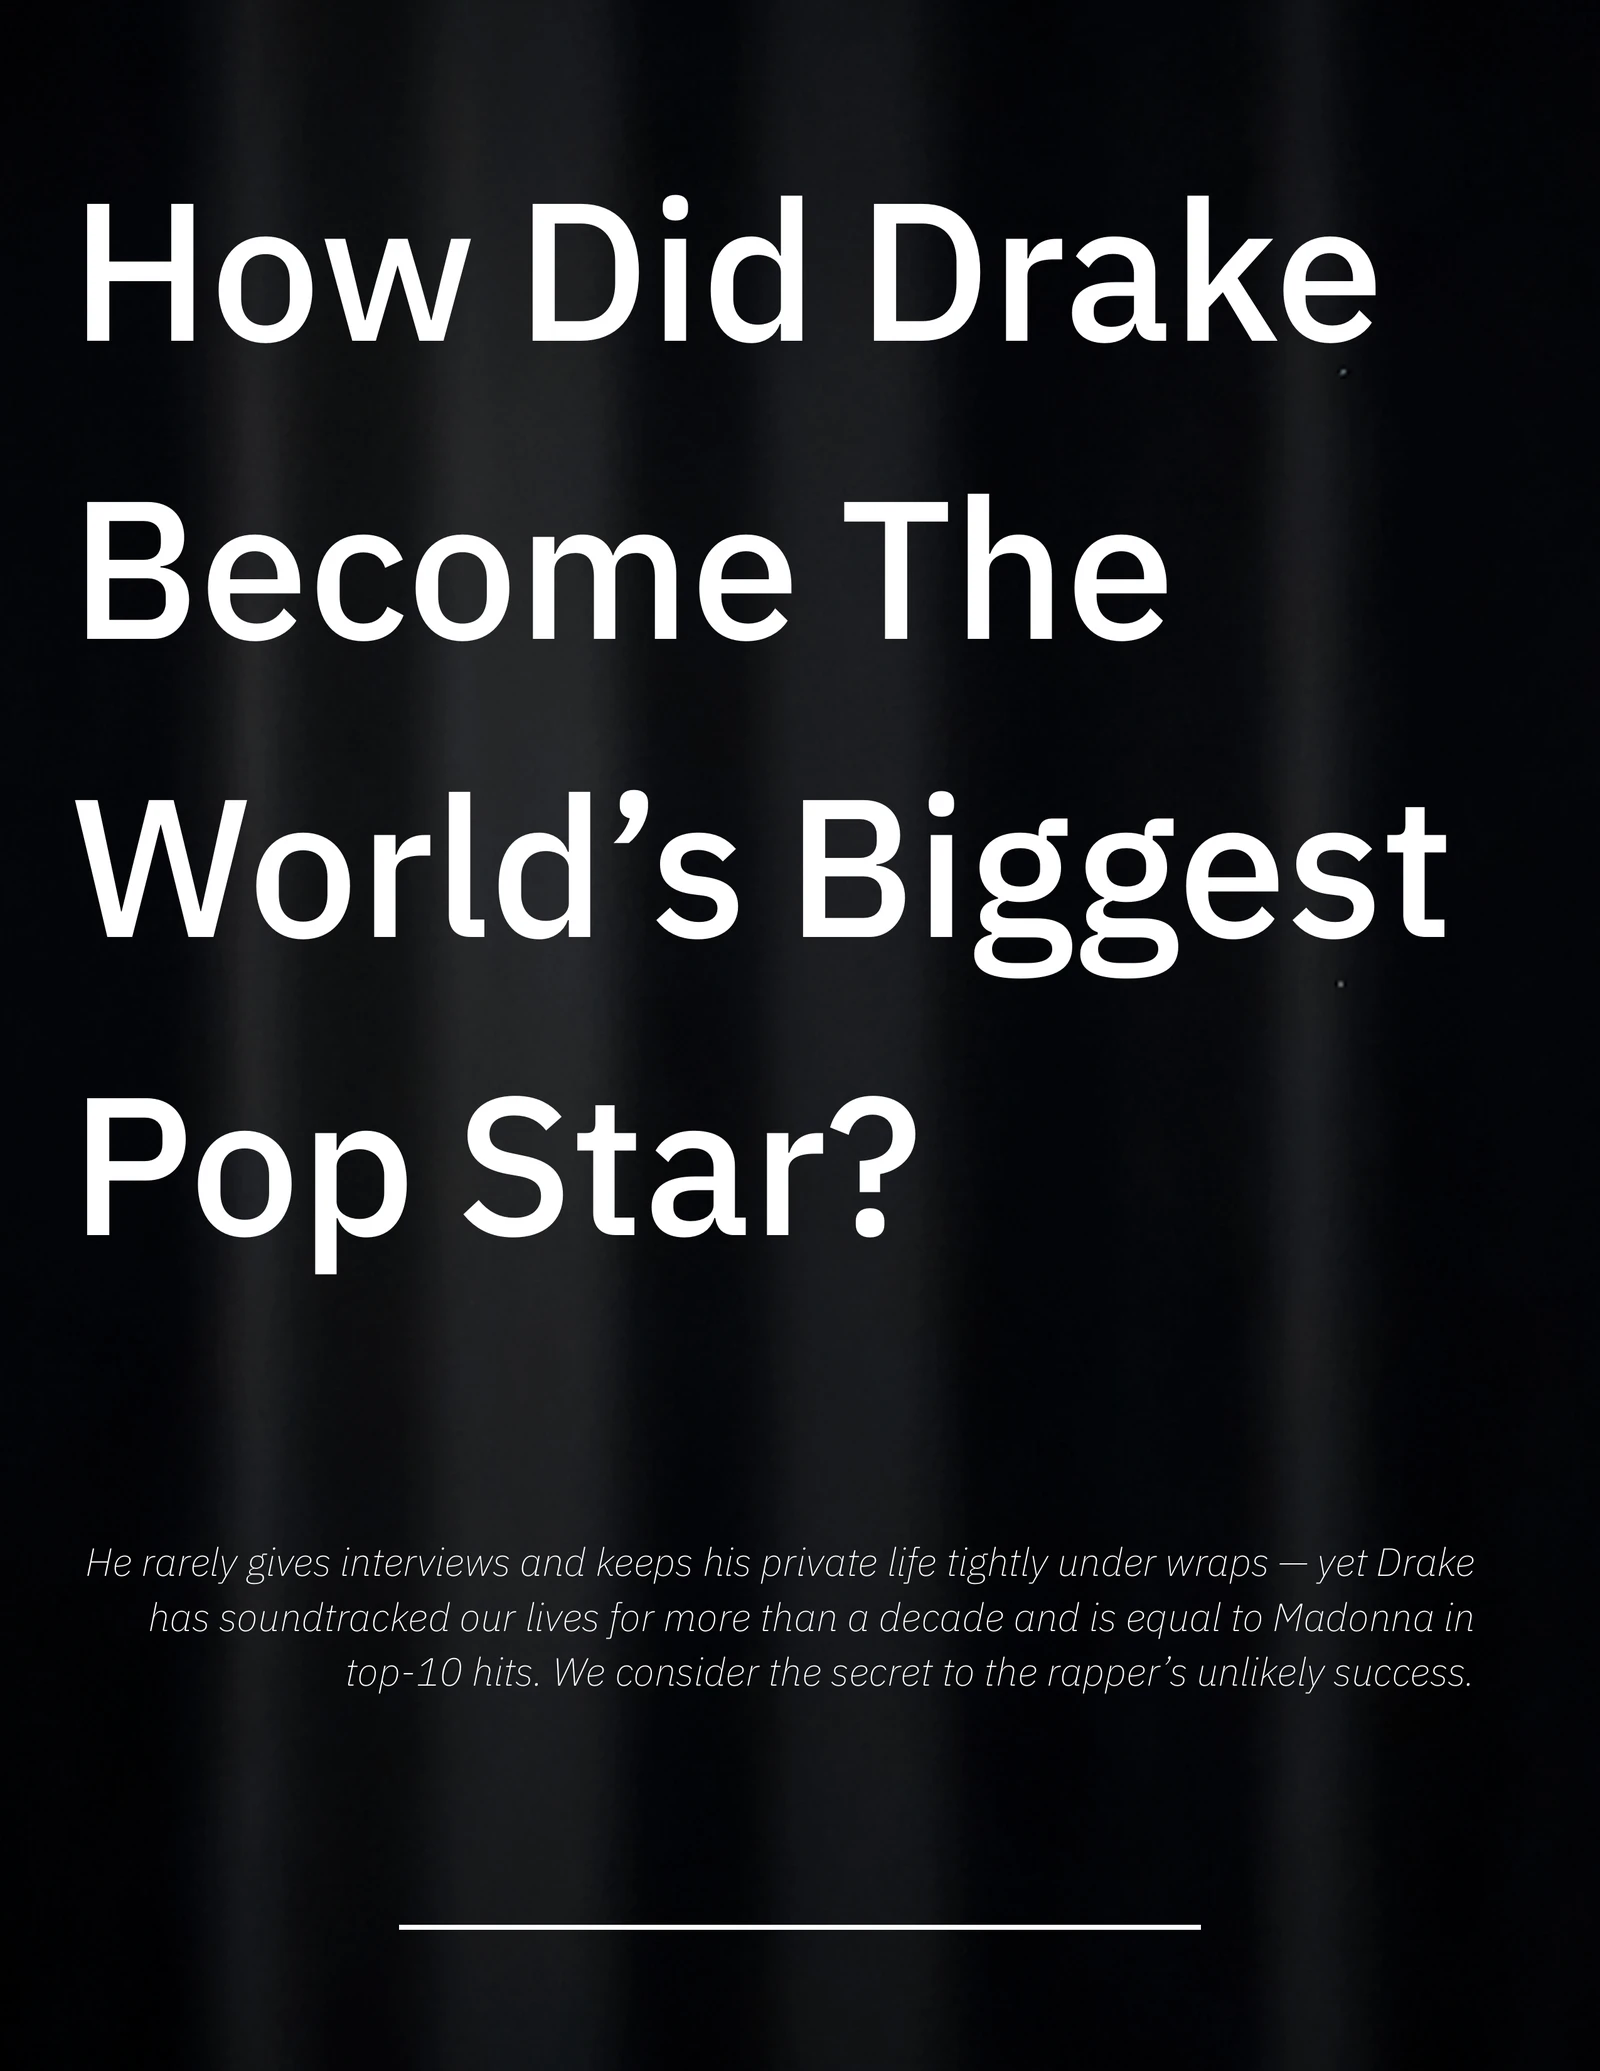 How Did Drake
Become The
World’s Biggest
Pop Star?
He rarely gives interviews and keeps his private life tightly under wraps — yet Drake
has soundtracked our lives for more than a decade and is equal to Madonna in
top-10 hits. We consider the secret to the rapper’s unlikely success.